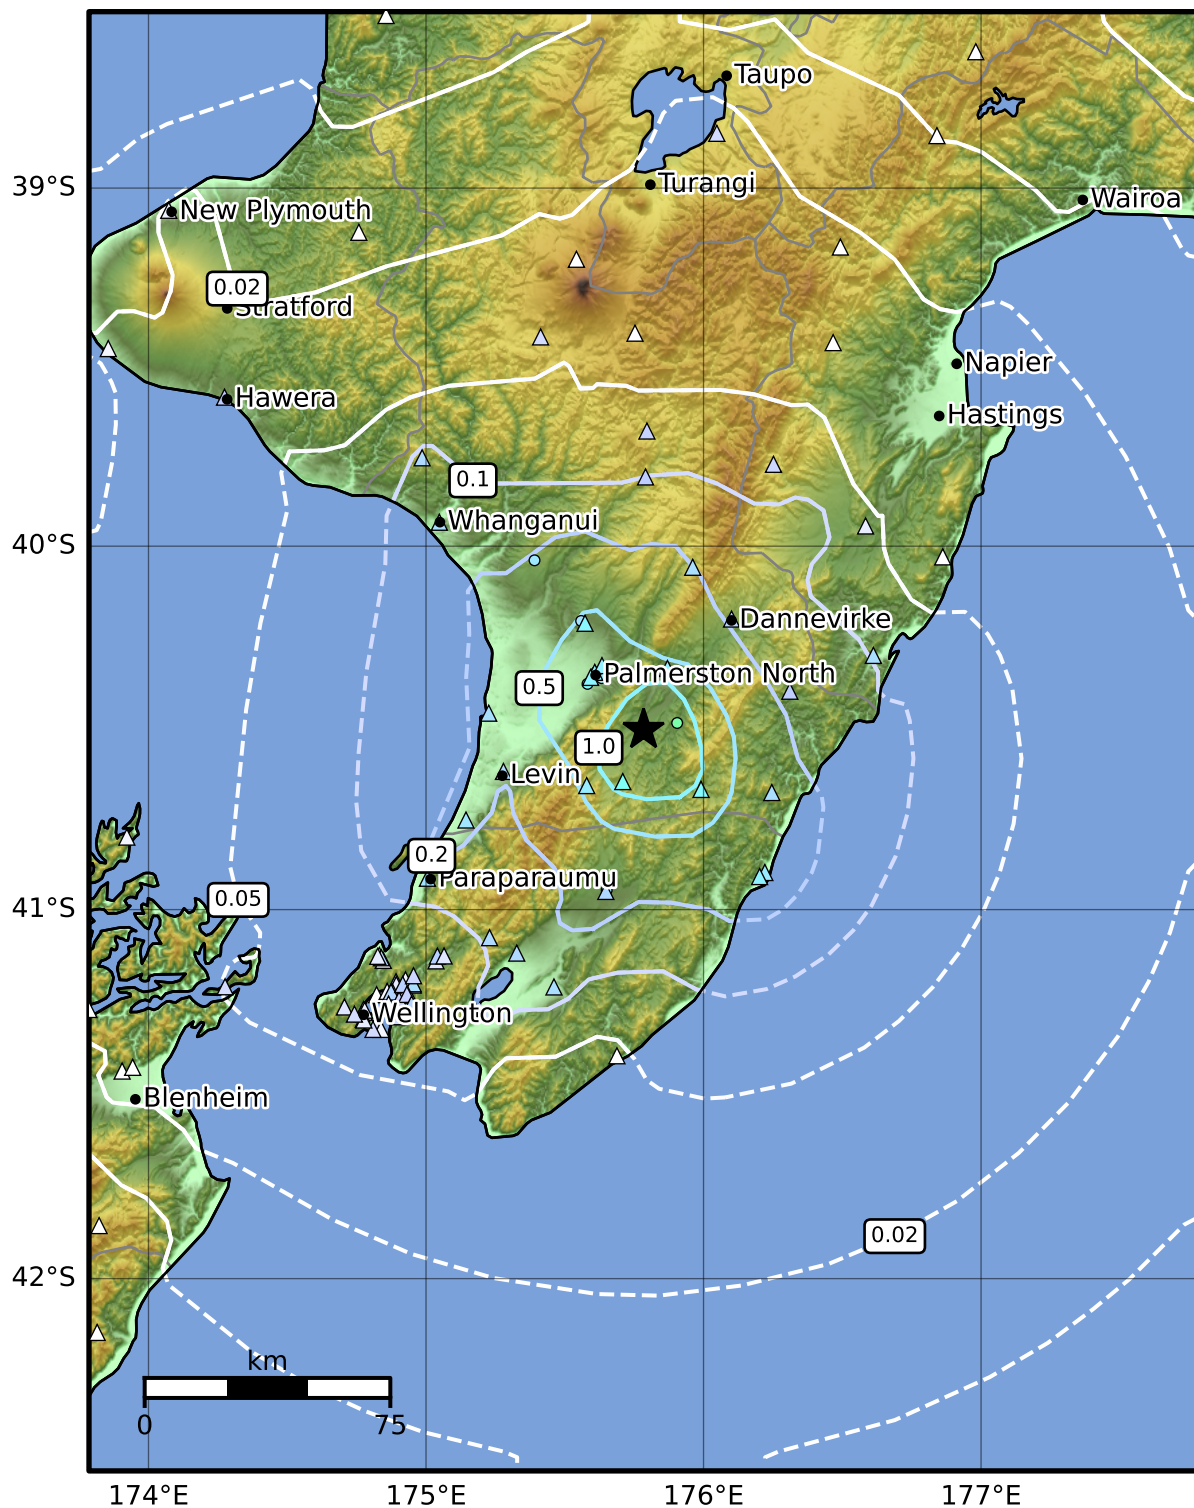 Taupo
39°S
Turangi
Wairoa
New Plymouth
0.02
Stratford
Napier
Hawera
Hastings
0.1
Whanganui
40°S
Dannevirke
Palmerston North
0.5
1.0
Levin
0.2
Paraparaumu
0.05
41°S
Wellington
Blenheim
0.02
42°S
km
0
75
174°E
175°E
176°E
177°E